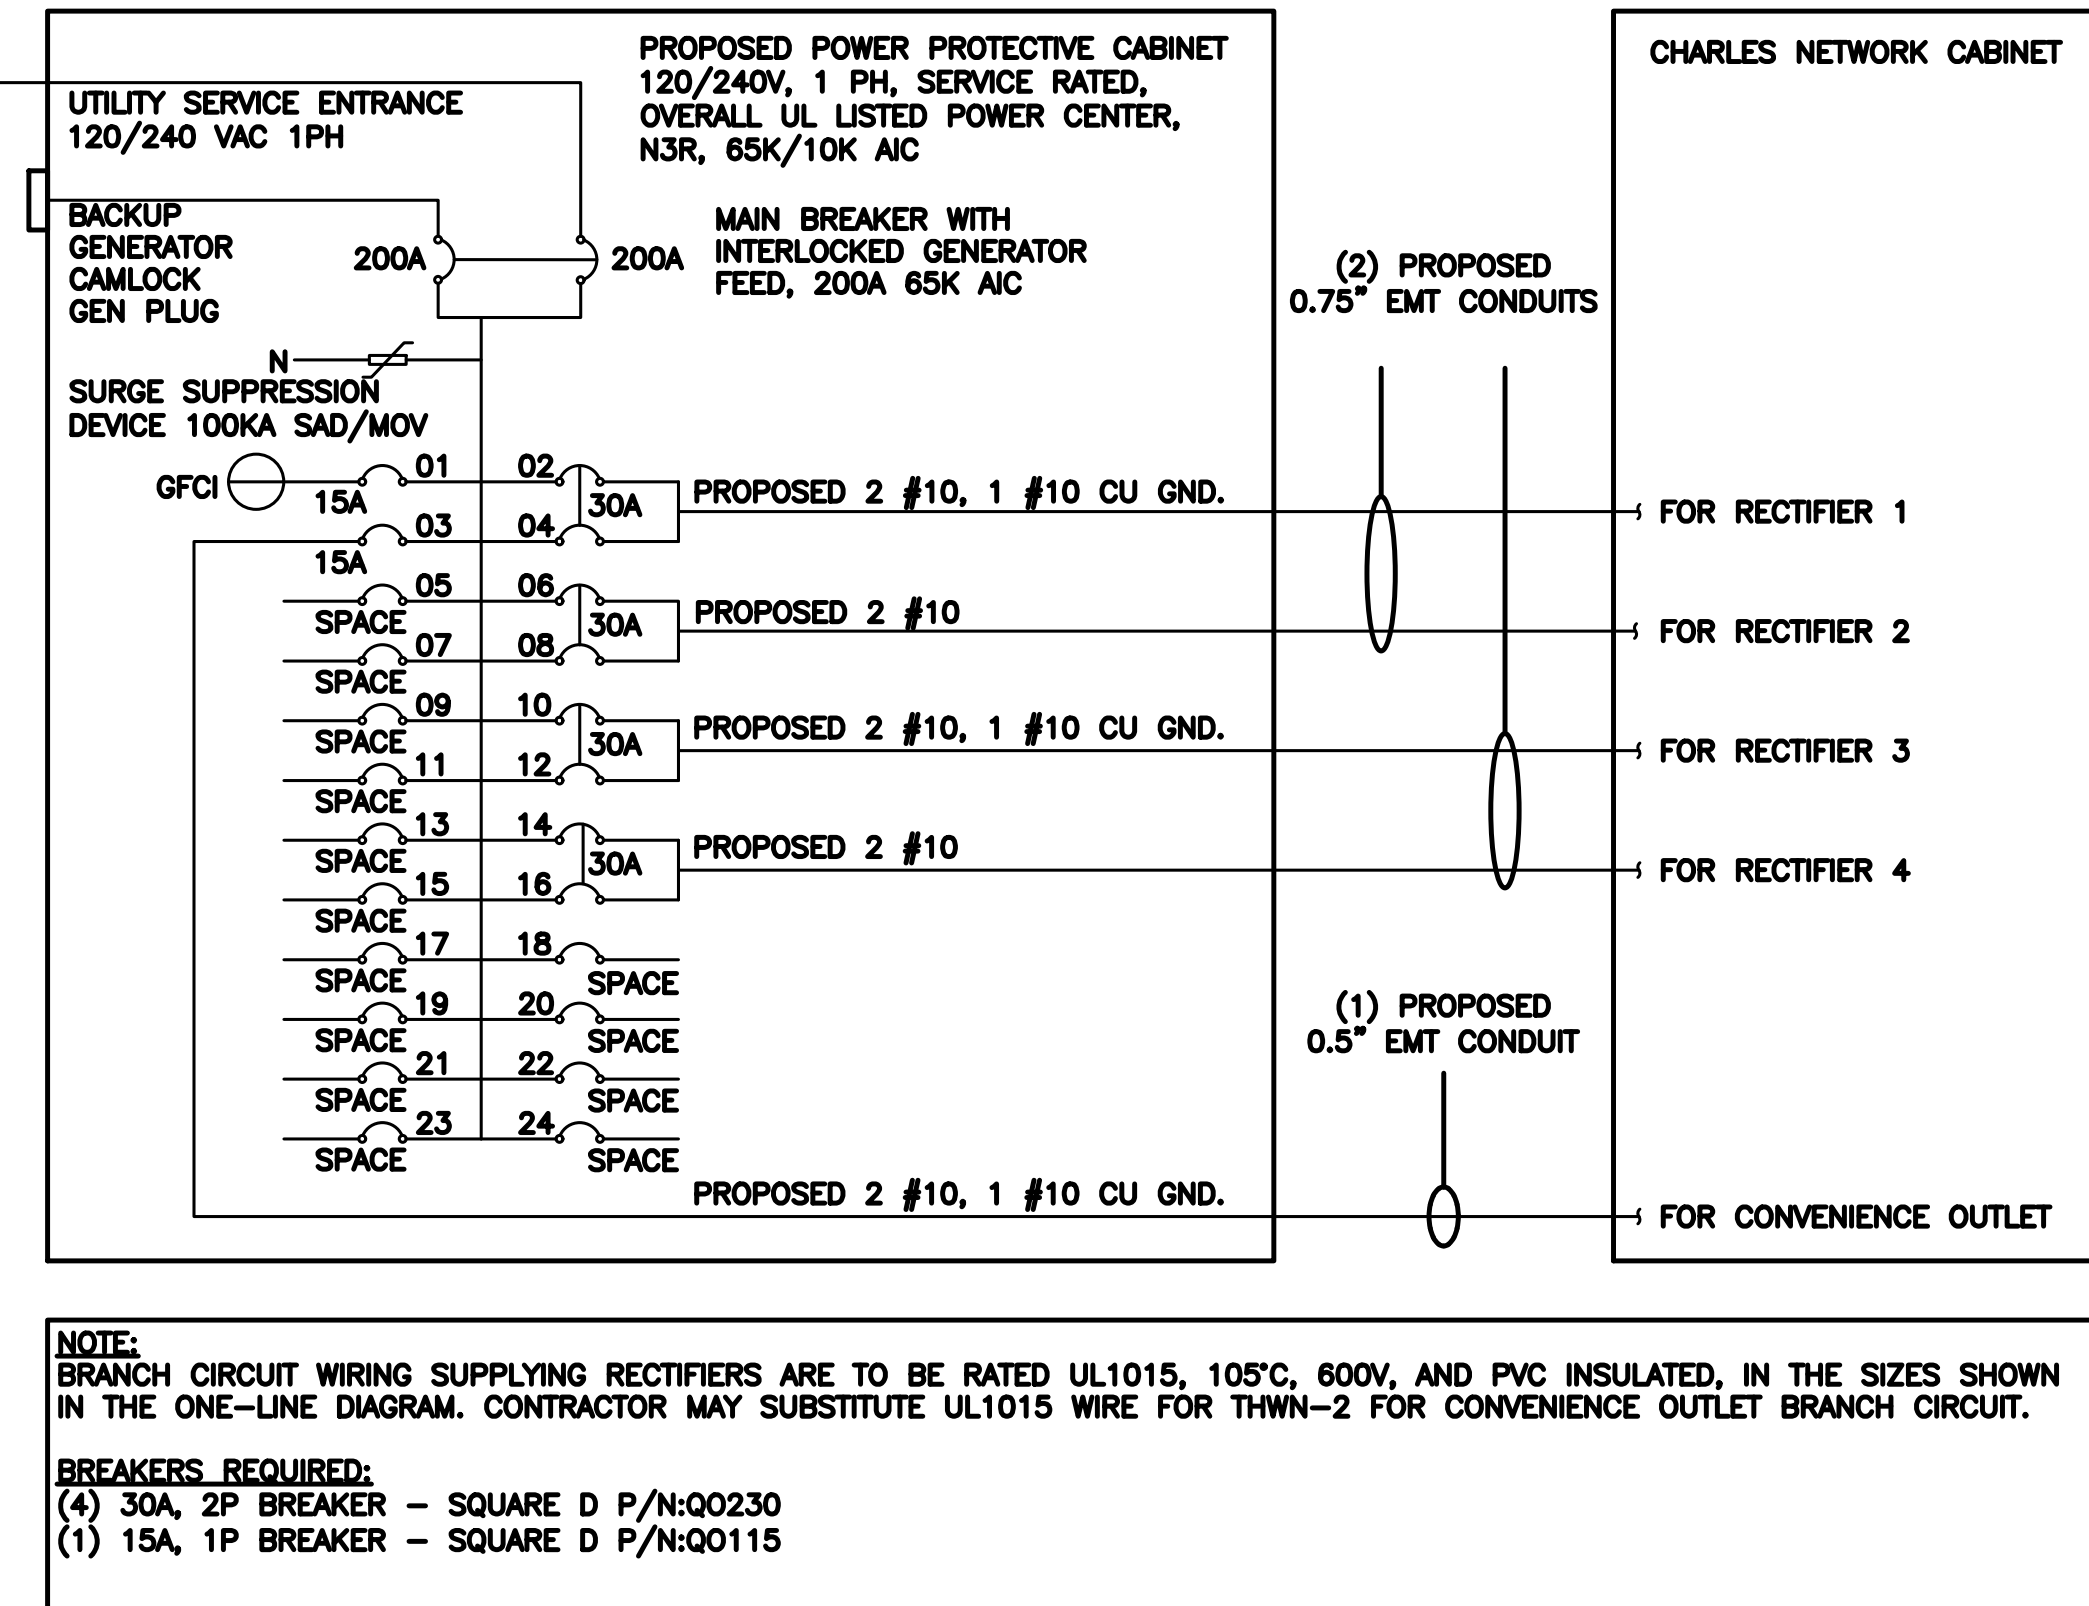 PROPOSED POWER PROTECTIVE CABINET
120/240V, 1 PH, SERVICE RATED,
OVERALL UL LISTED POWER CENTER,
N3R, 65K/10K AIC
CHARLES NETWORK CABINET
UTILITY SERVICE ENTRANCE
120/240 VAC 1PH
BACKUP
GENERATOR
CAMLOCK
GEN PLUG
200A
200A
MAIN BREAKER WITH
INTERLOCKED GENERATOR
FEED, 200A 65K AIC
(2) PROPOSED
0.75" EMT CONDUITS
N
SURGE SUPPRESSION
DEVICE 100KA SAD/MOV
GFCI
15A
01
02
30A
PROPOSED 2 #10, 1 #10 CU GND.
FOR RECTIFIER 1
15A
03
04
SPACE
05
06
30A
PROPOSED 2 #10
FOR RECTIFIER 2
SPACE
07
08
SPACE
09
10
30A
PROPOSED 2 #10, 1 #10 CU GND.
FOR RECTIFIER 3
SPACE
11
12
SPACE
13
14
30A
PROPOSED 2 #10
FOR RECTIFIER 4
SPACE
15
16
SPACE
17
18
SPACE
SPACE
19
20
SPACE
SPACE
21
22
SPACE
SPACE
23
24
SPACE
(1) PROPOSED
0.5" EMT CONDUIT
PROPOSED 2 #10, 1 #10 CU GND.
FOR CONVENIENCE OUTLET
NOTE:
BRANCH CIRCUIT WIRING SUPPLYING RECTIFIERS ARE TO BE RATED UL1015, 105°C, 600V, AND PVC INSULATED, IN THE SIZES SHOWN
IN THE ONE-LINE DIAGRAM. CONTRACTOR MAY SUBSTITUTE UL1015 WIRE FOR THWN-2 FOR CONVENIENCE OUTLET BRANCH CIRCUIT.
BREAKERS REQUIRED:
(4) 30A, 2P BREAKER - SQUARE D P/N:QO230
(1) 15A, 1P BREAKER - SQUARE D P/N:QO115